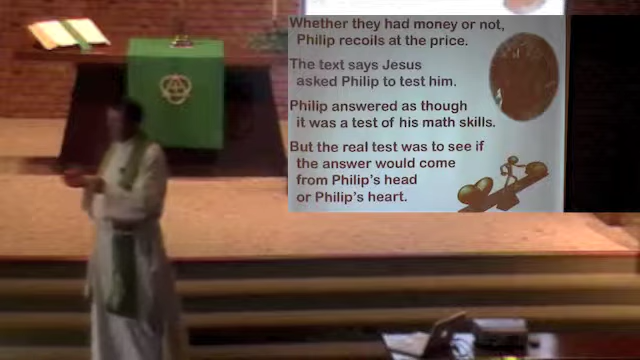 Whether they had money or not,
Philip recoils at the price.
The text says Jesus
asked Philip to test him.
Philip answered as though
it was a test of his math skills.
But the real test was to see if
the answer would come
from Philip's head
or Philip's heart.